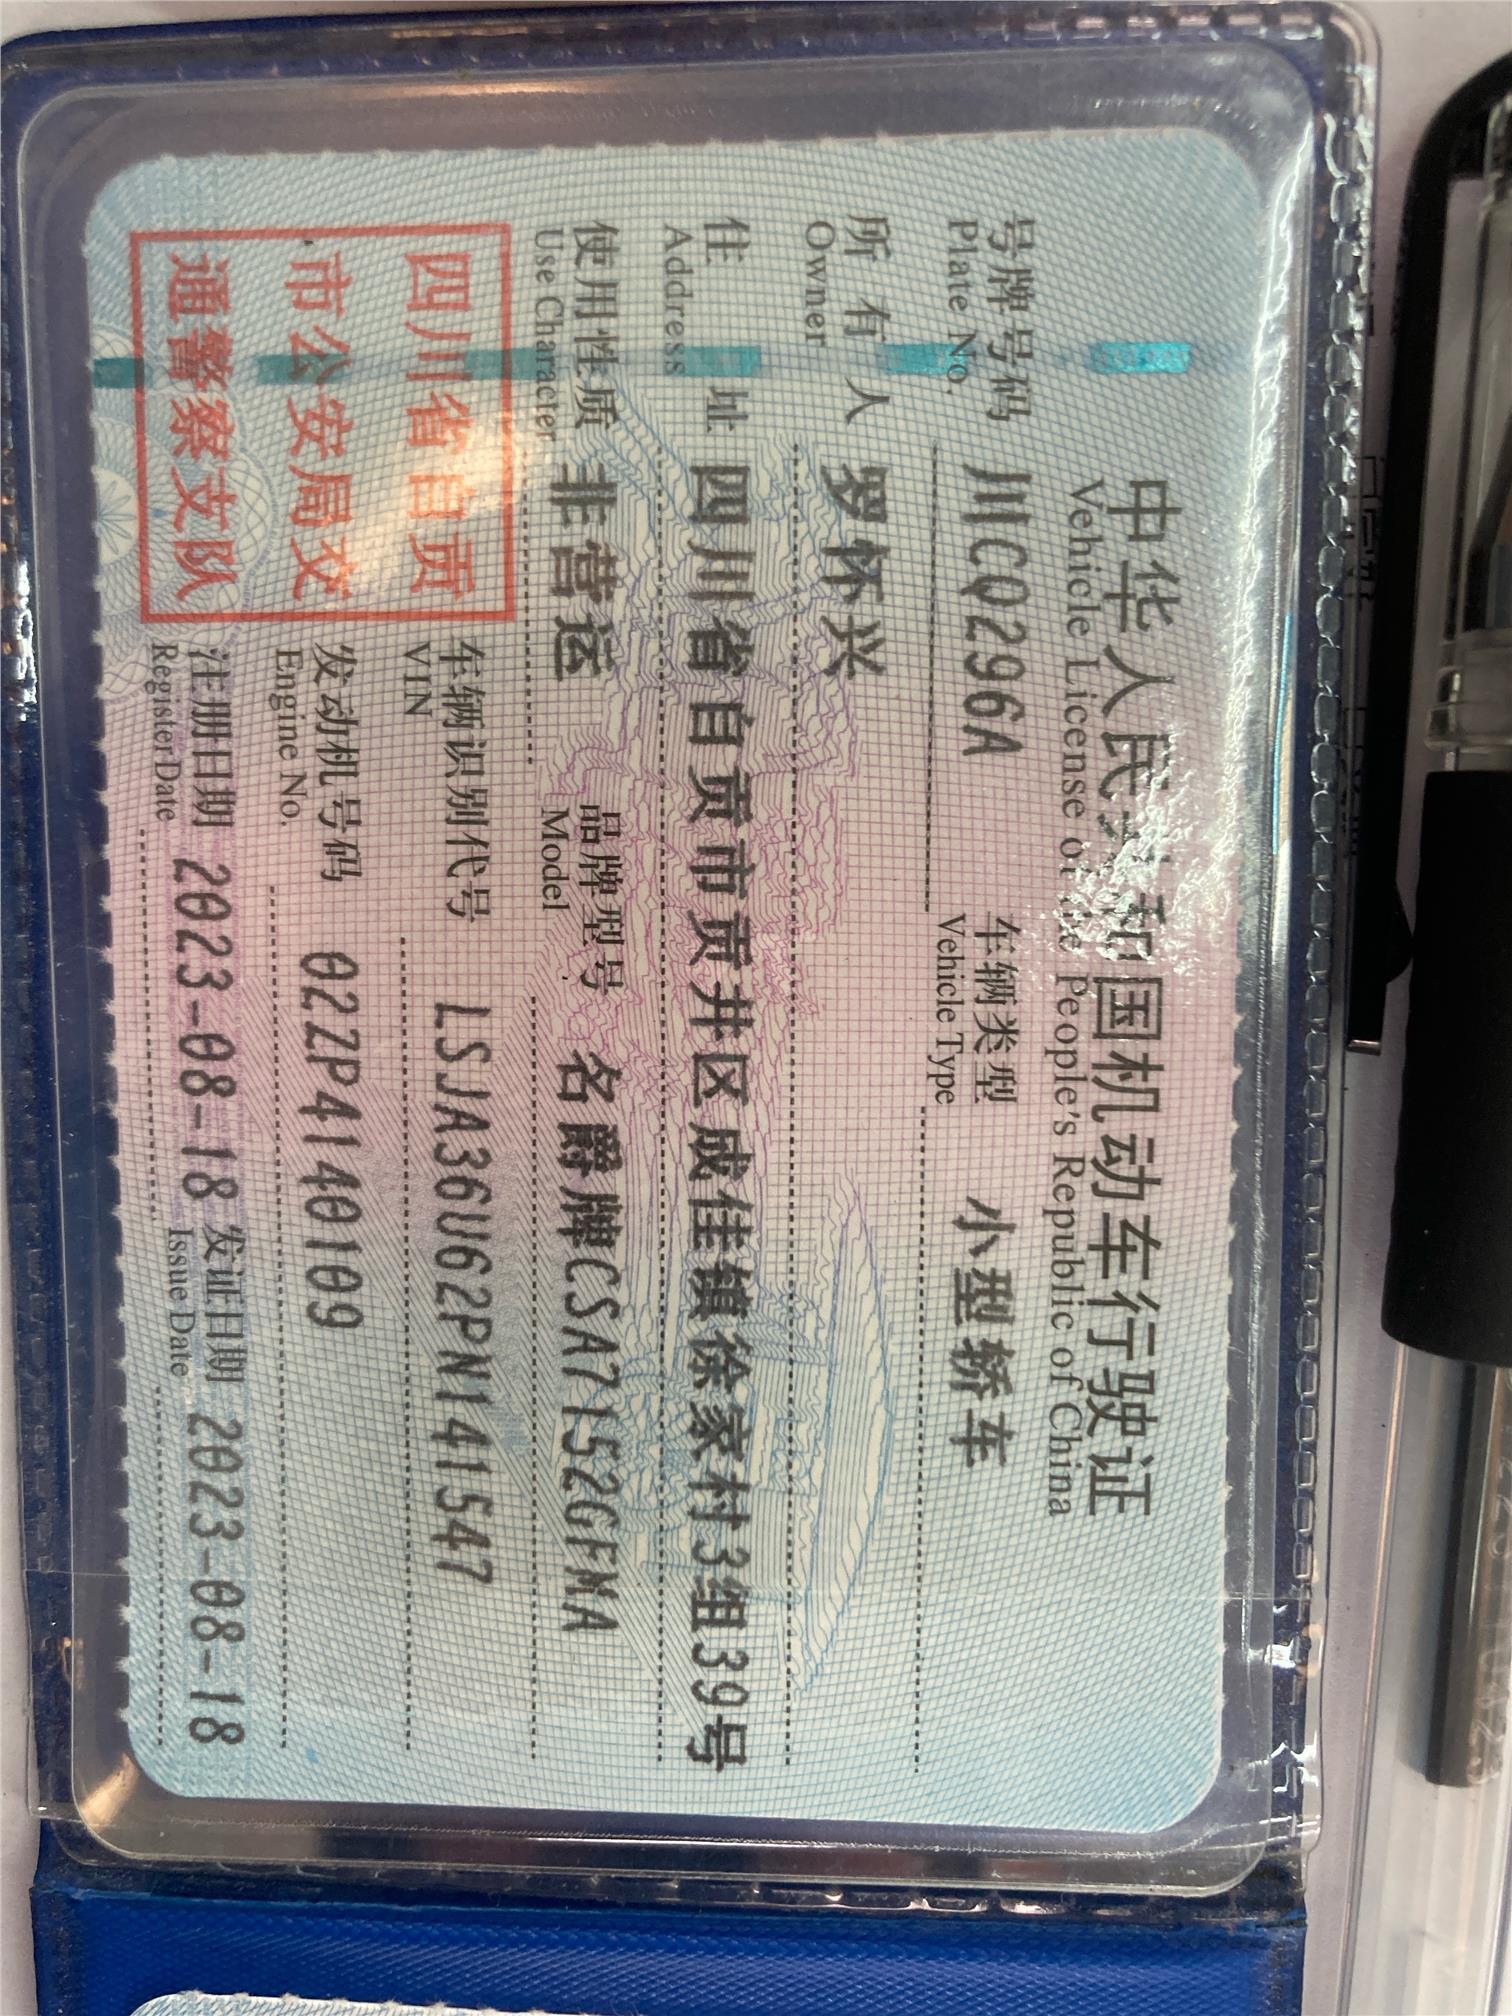 中华人民共和国机动车行驶证
Vehicle License of the People's Republic of China
号牌号码 川CQ296A 车辆类型 小型轿车
Plate No. Vehicle Type
所有人 罗怀兴
Owner
住址 四川省自贡市贡井区成佳镇徐家村3组39号
Address
使用性质 非营运 品牌型号 名爵牌CSA7152GFMA
Use Character Model
四川省自贡
市公安局交
通警察支队
车辆识别代号 LSJA36U62PN141547
VIN
发动机号码 022P4140109
Engine No.
注册日期 2023-08-18 发证日期 2023-08-18
Register Date Issue Date